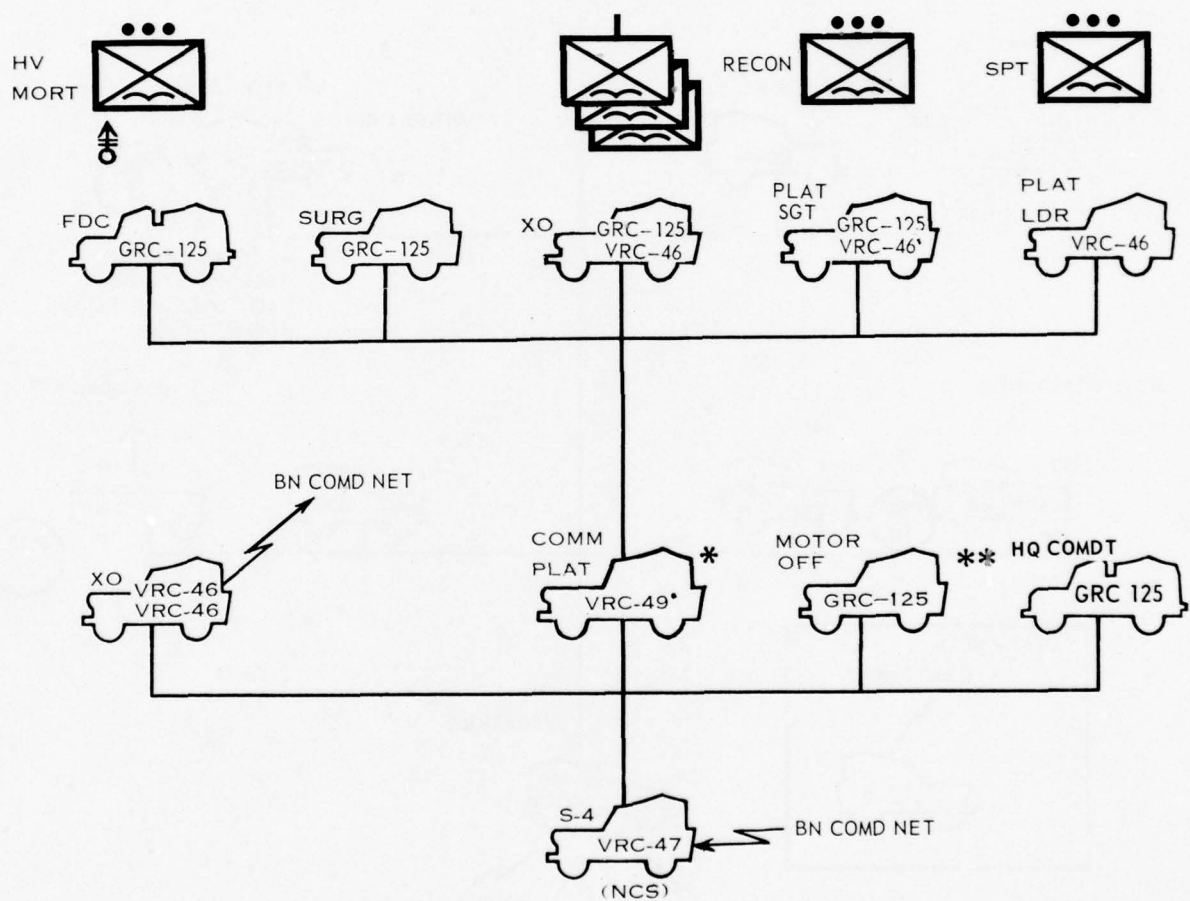 HV
MORT
RECON
SPT
FDC
GRC-125
SURG
GRC-125
XO
GRC-125
VRC-46
PLAT
SGT
GRC-125
VRC-46
PLAT
LDR
VRC-46
BN COMD NET
XO
VRC-46
VRC-46
COMM
PLAT
VRC-49
*
MOTOR
OFF
GRC-125
**
HQ COMDT
GRC 125
S-4
VRC-47
(NCS)
BN COMD NET